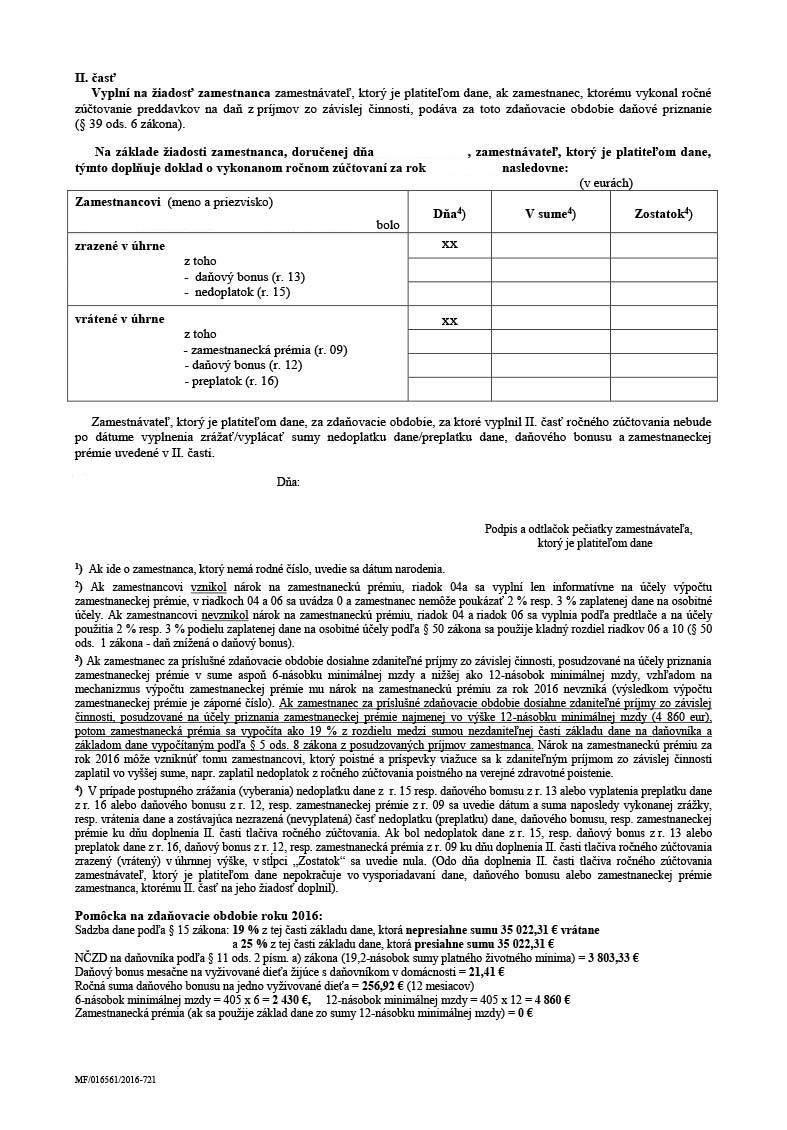 II. časť
Vyplní na žiadosť zamestnanca zamestnávateľ, ktorý je platiteľom dane, ak zamestnanec, ktorému vykonal ročné
zúčtovanie preddavkov na daň z príjmov zo závislej činnosti, podáva za toto zdaňovacie obdobie daňové priznanie
(§ 39 ods. 6 zákona).
Na základe žiadosti zamestnanca, doručenej dňa , zamestnávateľ, ktorý je platiteľom dane,
týmto doplňuje doklad o vykonanom ročnom zúčtovaní za rok nasledovne:
(v eurách)
Zamestnancovi (meno a priezvisko)
bolo
Dňa⁴) V sume⁴) Zostatok⁴)
zrazené v úhrne xx
z toho
- daňový bonus (r. 13)
- nedoplatok (r. 15)
vrátené v úhrne xx
z toho
- zamestnanecká prémia (r. 09)
- daňový bonus (r. 12)
- preplatok (r. 16)
Zamestnávateľ, ktorý je platiteľom dane, za zdaňovacie obdobie, za ktoré vyplnil II. časť ročného zúčtovania nebude
po dátume vyplnenia zrážať/vyplácať sumy nedoplatku dane/preplatku dane, daňového bonusu a zamestnaneckej
prémie uvedené v II. časti.
Dňa:
Podpis a odtlačok pečiatky zamestnávateľa,
ktorý je platiteľom dane
¹) Ak ide o zamestnanca, ktorý nemá rodné číslo, uvedie sa dátum narodenia.
²) Ak zamestnancovi vznikol nárok na zamestnaneckú prémiu, riadok 04a sa vyplní len informatívne na účely výpočtu
zamestnaneckej prémie, v riadkoch 04 a 06 sa uvádza 0 a zamestnanec nemôže poukázať 2 % resp. 3 % zaplatenej dane na osobitné
účely. Ak zamestnancovi nevznikol nárok na zamestnaneckú prémiu, riadok 04 a riadok 06 sa vyplnia podľa predtlače a na účely
použitia 2 % resp. 3 % podielu zaplatenej dane na osobitné účely podľa § 50 zákona sa použije kladný rozdiel riadkov 06 a 10 (§ 50
ods. 1 zákona - daň znížená o daňový bonus).
³) Ak zamestnanec za príslušné zdaňovacie obdobie dosiahne zdaniteľné príjmy zo závislej činnosti, posudzované na účely priznania
zamestnaneckej prémie v sume aspoň 6-násobku minimálnej mzdy a nižšej ako 12-násobok minimálnej mzdy, vzhľadom na
mechanizmus výpočtu zamestnaneckej prémie mu nárok na zamestnaneckú prémiu za rok 2016 nevzniká (výsledkom výpočtu
zamestnaneckej prémie je záporné číslo). Ak zamestnanec za príslušné zdaňovacie obdobie dosiahne zdaniteľné príjmy zo závislej
činnosti, posudzované na účely priznania zamestnaneckej prémie najmenej vo výške 12-násobku minimálnej mzdy (4 860 eur),
potom zamestnanecká prémia sa vypočíta ako 19 % z rozdielu medzi sumou nezdaniteľnej časti základu dane na daňovníka a
základom dane vypočítaným podľa § 5 ods. 8 zákona z posudzovaných príjmov zamestnanca. Nárok na zamestnaneckú prémiu za
rok 2016 môže vzniknúť tomu zamestnancovi, ktorý poistné a príspevky viažuce sa k zdaniteľným príjmom zo závislej činnosti
zaplatil vo vyššej sume, napr. zaplatil nedoplatok z ročného zúčtovania poistného na verejné zdravotné poistenie.
⁴) V prípade postupného zrážania (vyberania) nedoplatku dane z r. 15 resp. daňového bonusu z r. 13 alebo vyplatenia preplatku dane
z r. 16 alebo daňového bonusu z r. 12, resp. zamestnaneckej prémie z r. 09 sa uvedie dátum a suma naposledy vykonanej zrážky,
resp. vrátenia dane a zostávajúca nezrazená (nevyplatená) časť nedoplatku (preplatku) dane, daňového bonusu, resp. zamestnaneckej
prémie ku dňu doplnenia II. časti tlačiva ročného zúčtovania. Ak bol nedoplatok dane z r. 15, resp. daňový bonus z r. 13 alebo
preplatok dane z r. 16, daňový bonus z r. 12, resp. zamestnanecká prémia z r. 09 ku dňu doplnenia II. časti tlačiva ročného zúčtovania
zrazený (vrátený) v úhrnnej výške, v stĺpci „Zostatok“ sa uvedie nula. (Odo dňa doplnenia II. časti tlačiva ročného zúčtovania
zamestnávateľ, ktorý je platiteľom dane nepokračuje vo vysporiadavaní dane, daňového bonusu alebo zamestnaneckej prémie
zamestnanca, ktorému II. časť na jeho žiadosť doplnil).
Pomôcka na zdaňovacie obdobie roku 2016:
Sadzba dane podľa § 15 zákona: 19 % z tej časti základu dane, ktorá nepresiahne sumu 35 022,31 € vrátane
a 25 % z tej časti základu dane, ktorá presiahne sumu 35 022,31 €
NČZD na daňovníka podľa § 11 ods. 2 písm. a) zákona (19,2-násobok sumy platného životného minima) = 3 803,33 €
Daňový bonus mesačne na vyživované dieťa žijúce s daňovníkom v domácnosti = 21,41 €
Ročná suma daňového bonusu na jedno vyživované dieťa = 256,92 € (12 mesiacov)
6-násobok minimálnej mzdy = 405 x 6 = 2 430 €, 12-násobok minimálnej mzdy = 405 x 12 = 4 860 €
Zamestnanecká prémia (ak sa použije základ dane zo sumy 12-násobku minimálnej mzdy) = 0 €
MF/016561/2016-721